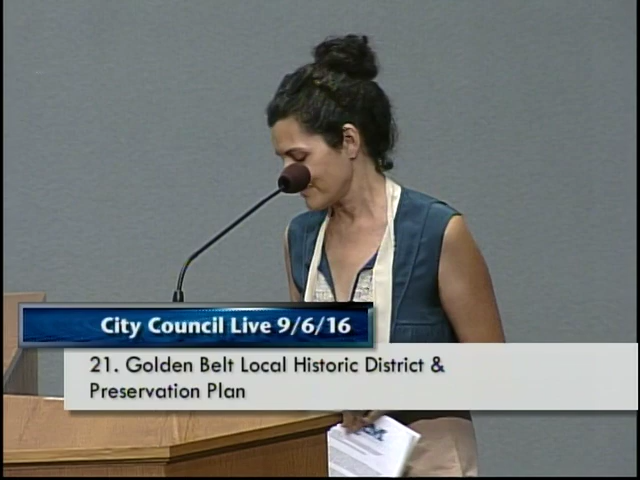 City Council Live 9/6/16
21. Golden Belt Local Historic District &
Preservation Plan